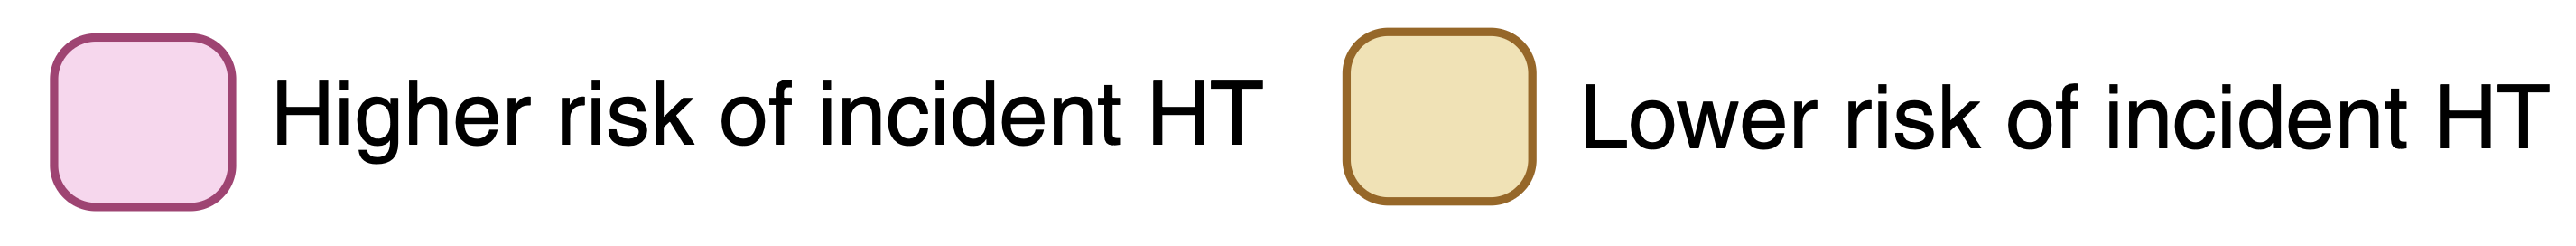 Higher risk of incident HT
Lower risk of incident HT